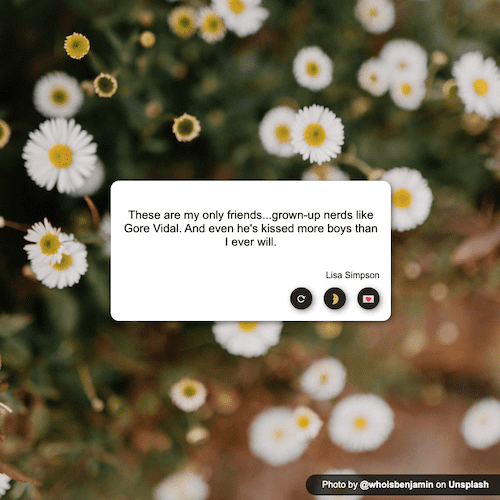 These are my only friends...grown-up nerds like
Gore Vidal. And even he's kissed more boys than
I ever will.
Lisa Simpson
Photo by @whoisbenjamin on Unsplash